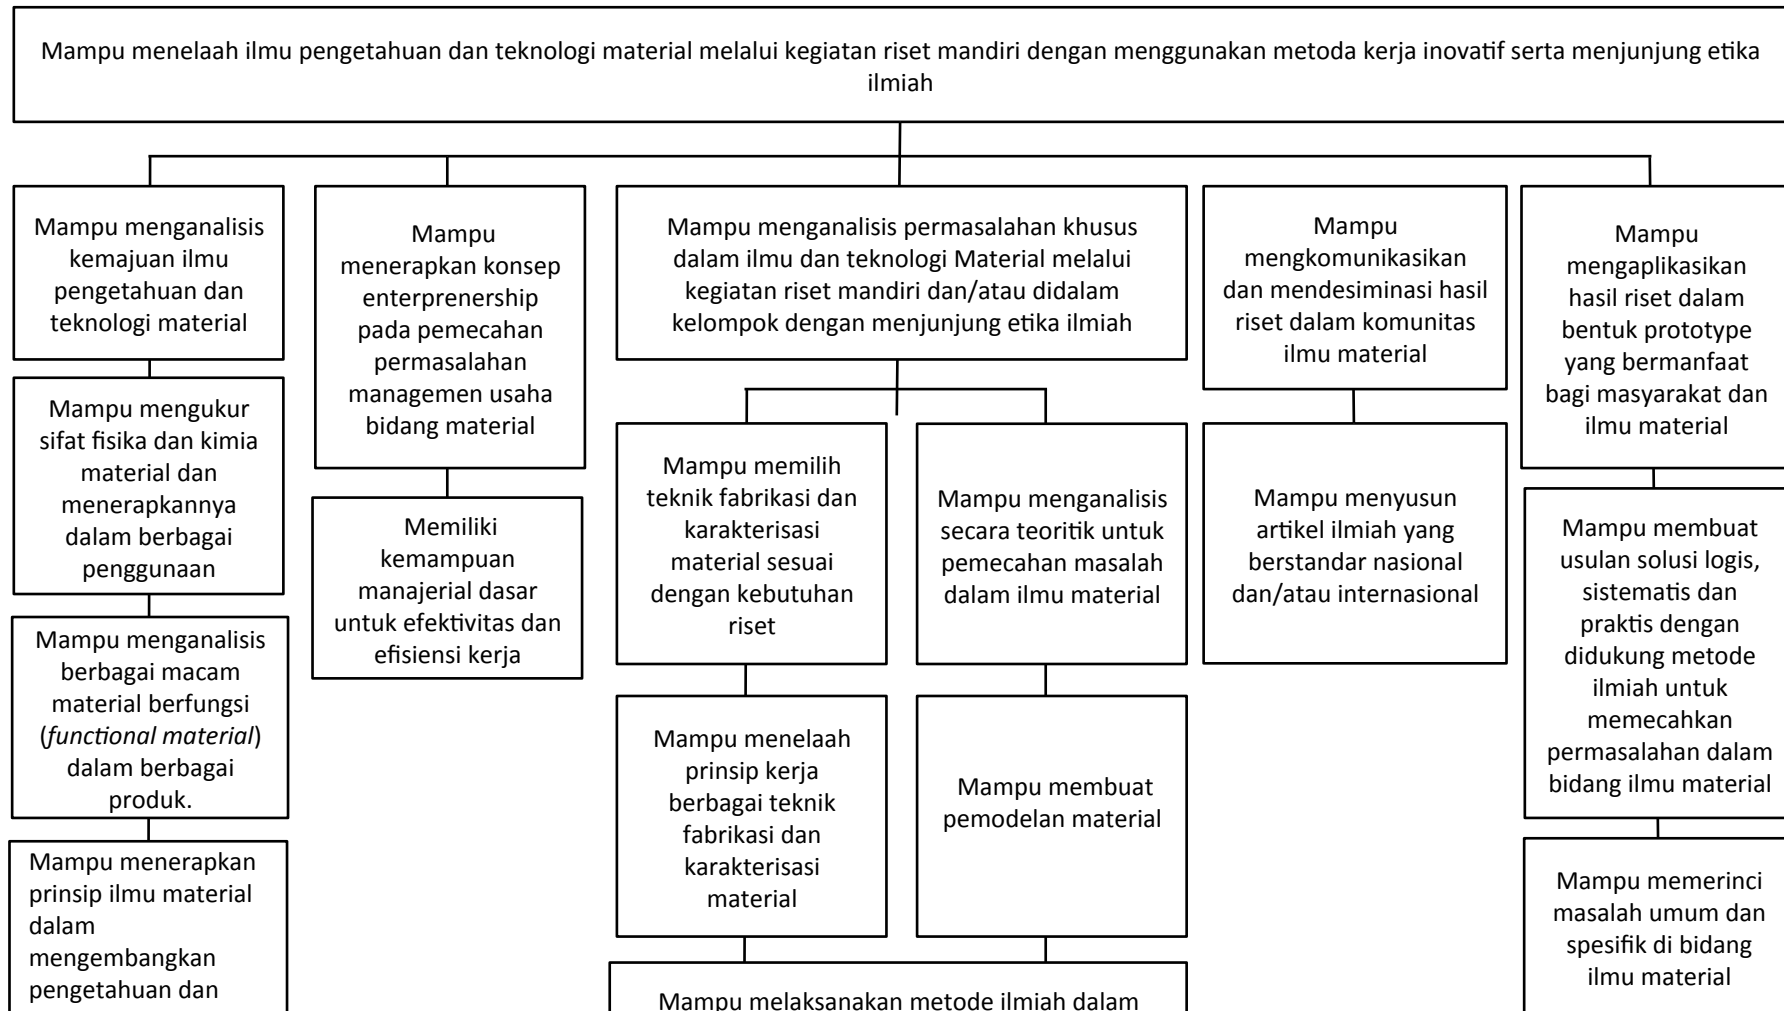 Mampu menelaah ilmu pengetahuan dan teknologi material melalui kegiatan riset mandiri dengan menggunakan metoda kerja inovatif serta menjunjung etika
ilmiah
Mampu menganalisis
kemajuan ilmu
pengetahuan dan
teknologi material
Mampu
menerapkan konsep
enterprenership
pada pemecahan
permasalahan
managemen usaha
bidang material
Mampu menganalisis permasalahan khusus
dalam ilmu dan teknologi Material melalui
kegiatan riset mandiri dan/atau didalam
kelompok dengan menjunjung etika ilmiah
Mampu
mengkomunikasikan
dan mendesiminasi hasil
riset dalam komunitas
ilmu material
Mampu
mengaplikasikan
hasil riset dalam
bentuk prototype
yang bermanfaat
bagi masyarakat dan
ilmu material
Mampu mengukur
sifat fisika dan kimia
material dan
menerapkannya
dalam berbagai
penggunaan
Memiliki
kemampuan
manajerial dasar
untuk efektivitas dan
efisiensi kerja
Mampu memilih
teknik fabrikasi dan
karakterisasi
material sesuai
dengan kebutuhan
riset
Mampu menganalisis
secara teoritik untuk
pemecahan masalah
dalam ilmu material
Mampu menyusun
artikel ilmiah yang
berstandar nasional
dan/atau internasional
Mampu membuat
usulan solusi logis,
sistematis dan
praktis dengan
didukung metode
ilmiah untuk
memecahkan
permasalahan dalam
bidang ilmu material
Mampu menganalisis
berbagai macam
material berfungsi
(functional material)
dalam berbagai
produk.
Mampu menelaah
prinsip kerja
berbagai teknik
fabrikasi dan
karakterisasi
material
Mampu membuat
pemodelan material
Mampu menerapkan
prinsip ilmu material
dalam
mengembangkan
pengetahuan dan
Mampu memerinci
masalah umum dan
spesifik di bidang
ilmu material
Mampu melaksanakan metode ilmiah dalam